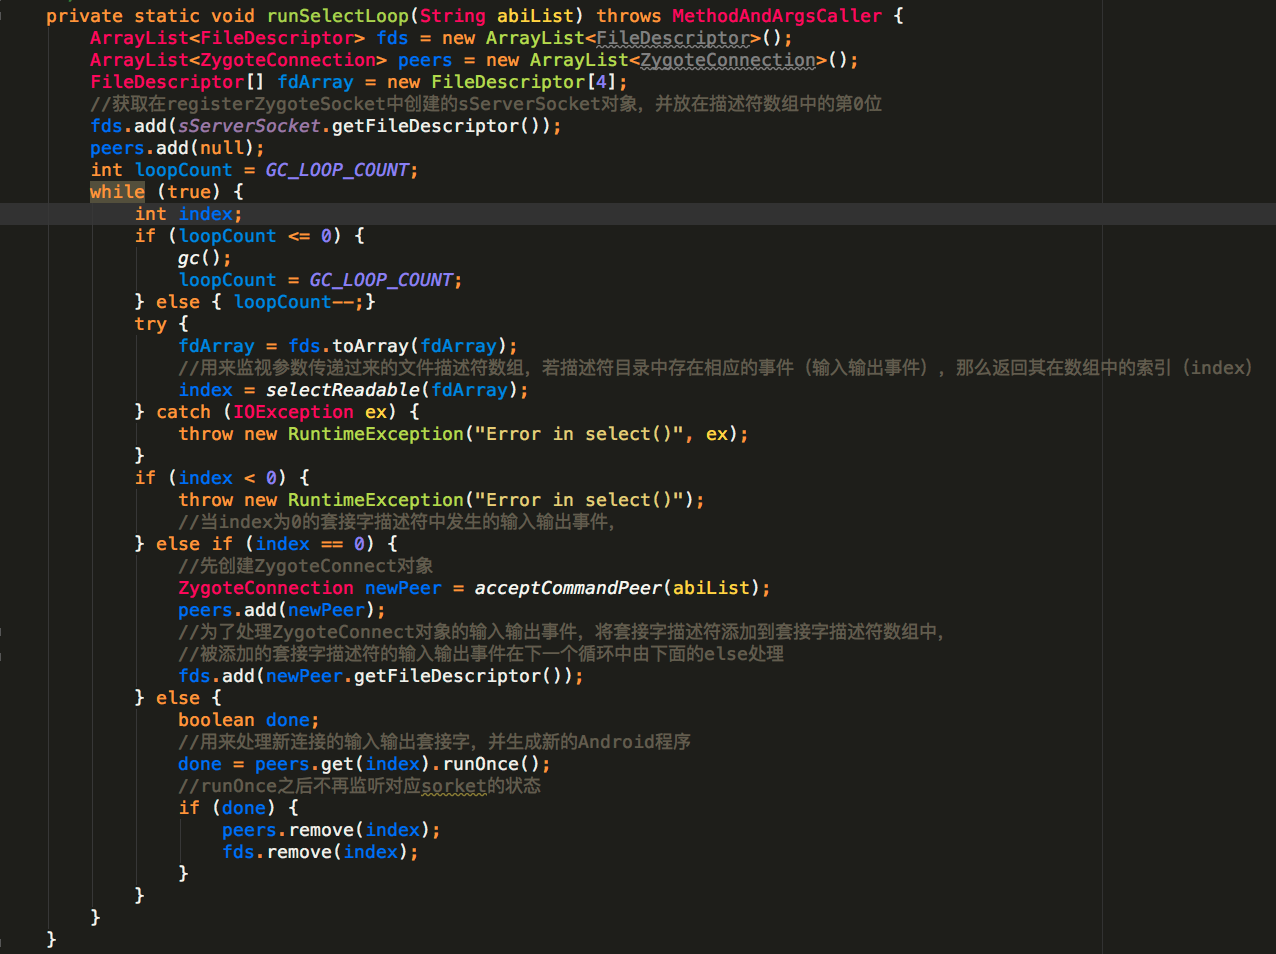 private static void runSelectLoop(String abiList) throws MethodAndArgsCaller {
ArrayList<FileDescriptor> fds = new ArrayList<FileDescriptor>();
ArrayList<ZygoteConnection> peers = new ArrayList<ZygoteConnection>();
FileDescriptor[] fdArray = new FileDescriptor[4];
//获取在registerZygoteSocket中创建的sServerSocket对象，并放在描述符数组中的第0位
fds.add(sServerSocket.getFileDescriptor());
peers.add(null);
int loopCount = GC_LOOP_COUNT;
while (true) {
int index;
if (loopCount <= 0) {
gc();
loopCount = GC_LOOP_COUNT;
} else { loopCount--;}
try {
fdArray = fds.toArray(fdArray);
//用来监视参数传递过来的文件描述符数组，若描述符目录中存在相应的事件（输入输出事件），那么返回其在数组中的索引（index）
index = selectReadable(fdArray);
} catch (IOException ex) {
throw new RuntimeException("Error in select()", ex);
}
if (index < 0) {
throw new RuntimeException("Error in select()");
//当index为0的套接字描述符中发生的输入输出事件，
} else if (index == 0) {
//先创建ZygoteConnect对象
ZygoteConnection newPeer = acceptCommandPeer(abiList);
peers.add(newPeer);
//为了处理ZygoteConnect对象的输入输出事件，将套接字描述符添加到套接字描述符数组中，
//被添加的套接字描述符的输入输出事件在下一个循环中由下面的else处理
fds.add(newPeer.getFileDescriptor());
} else {
boolean done;
//用来处理新连接的输入输出套接字，并生成新的Android程序
done = peers.get(index).runOnce();
//runOnce之后不再监听对应sorket的状态
if (done) {
peers.remove(index);
fds.remove(index);
}
}
}
}